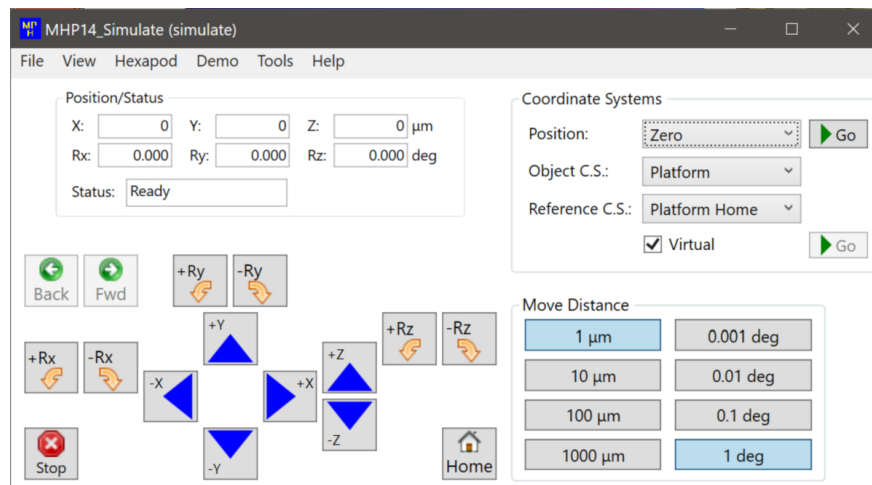 MP
H
MHP14_Simulate (simulate)
File View Hexapod Demo Tools Help
Position/Status
X: 0 Y: 0 Z: 0 µm
Rx: 0.000 Ry: 0.000 Rz: 0.000 deg
Status: Ready
Coordinate Systems
Position: Zero Go
Object C.S.: Platform
Reference C.S.: Platform Home
Virtual Go
Back Fwd
+Ry -Ry
+Rx -Rx
+Y
-X +X
-Y
+Z
-Z
+Rz -Rz
Stop
Home
Move Distance
1 µm 0.001 deg
10 µm 0.01 deg
100 µm 0.1 deg
1000 µm 1 deg